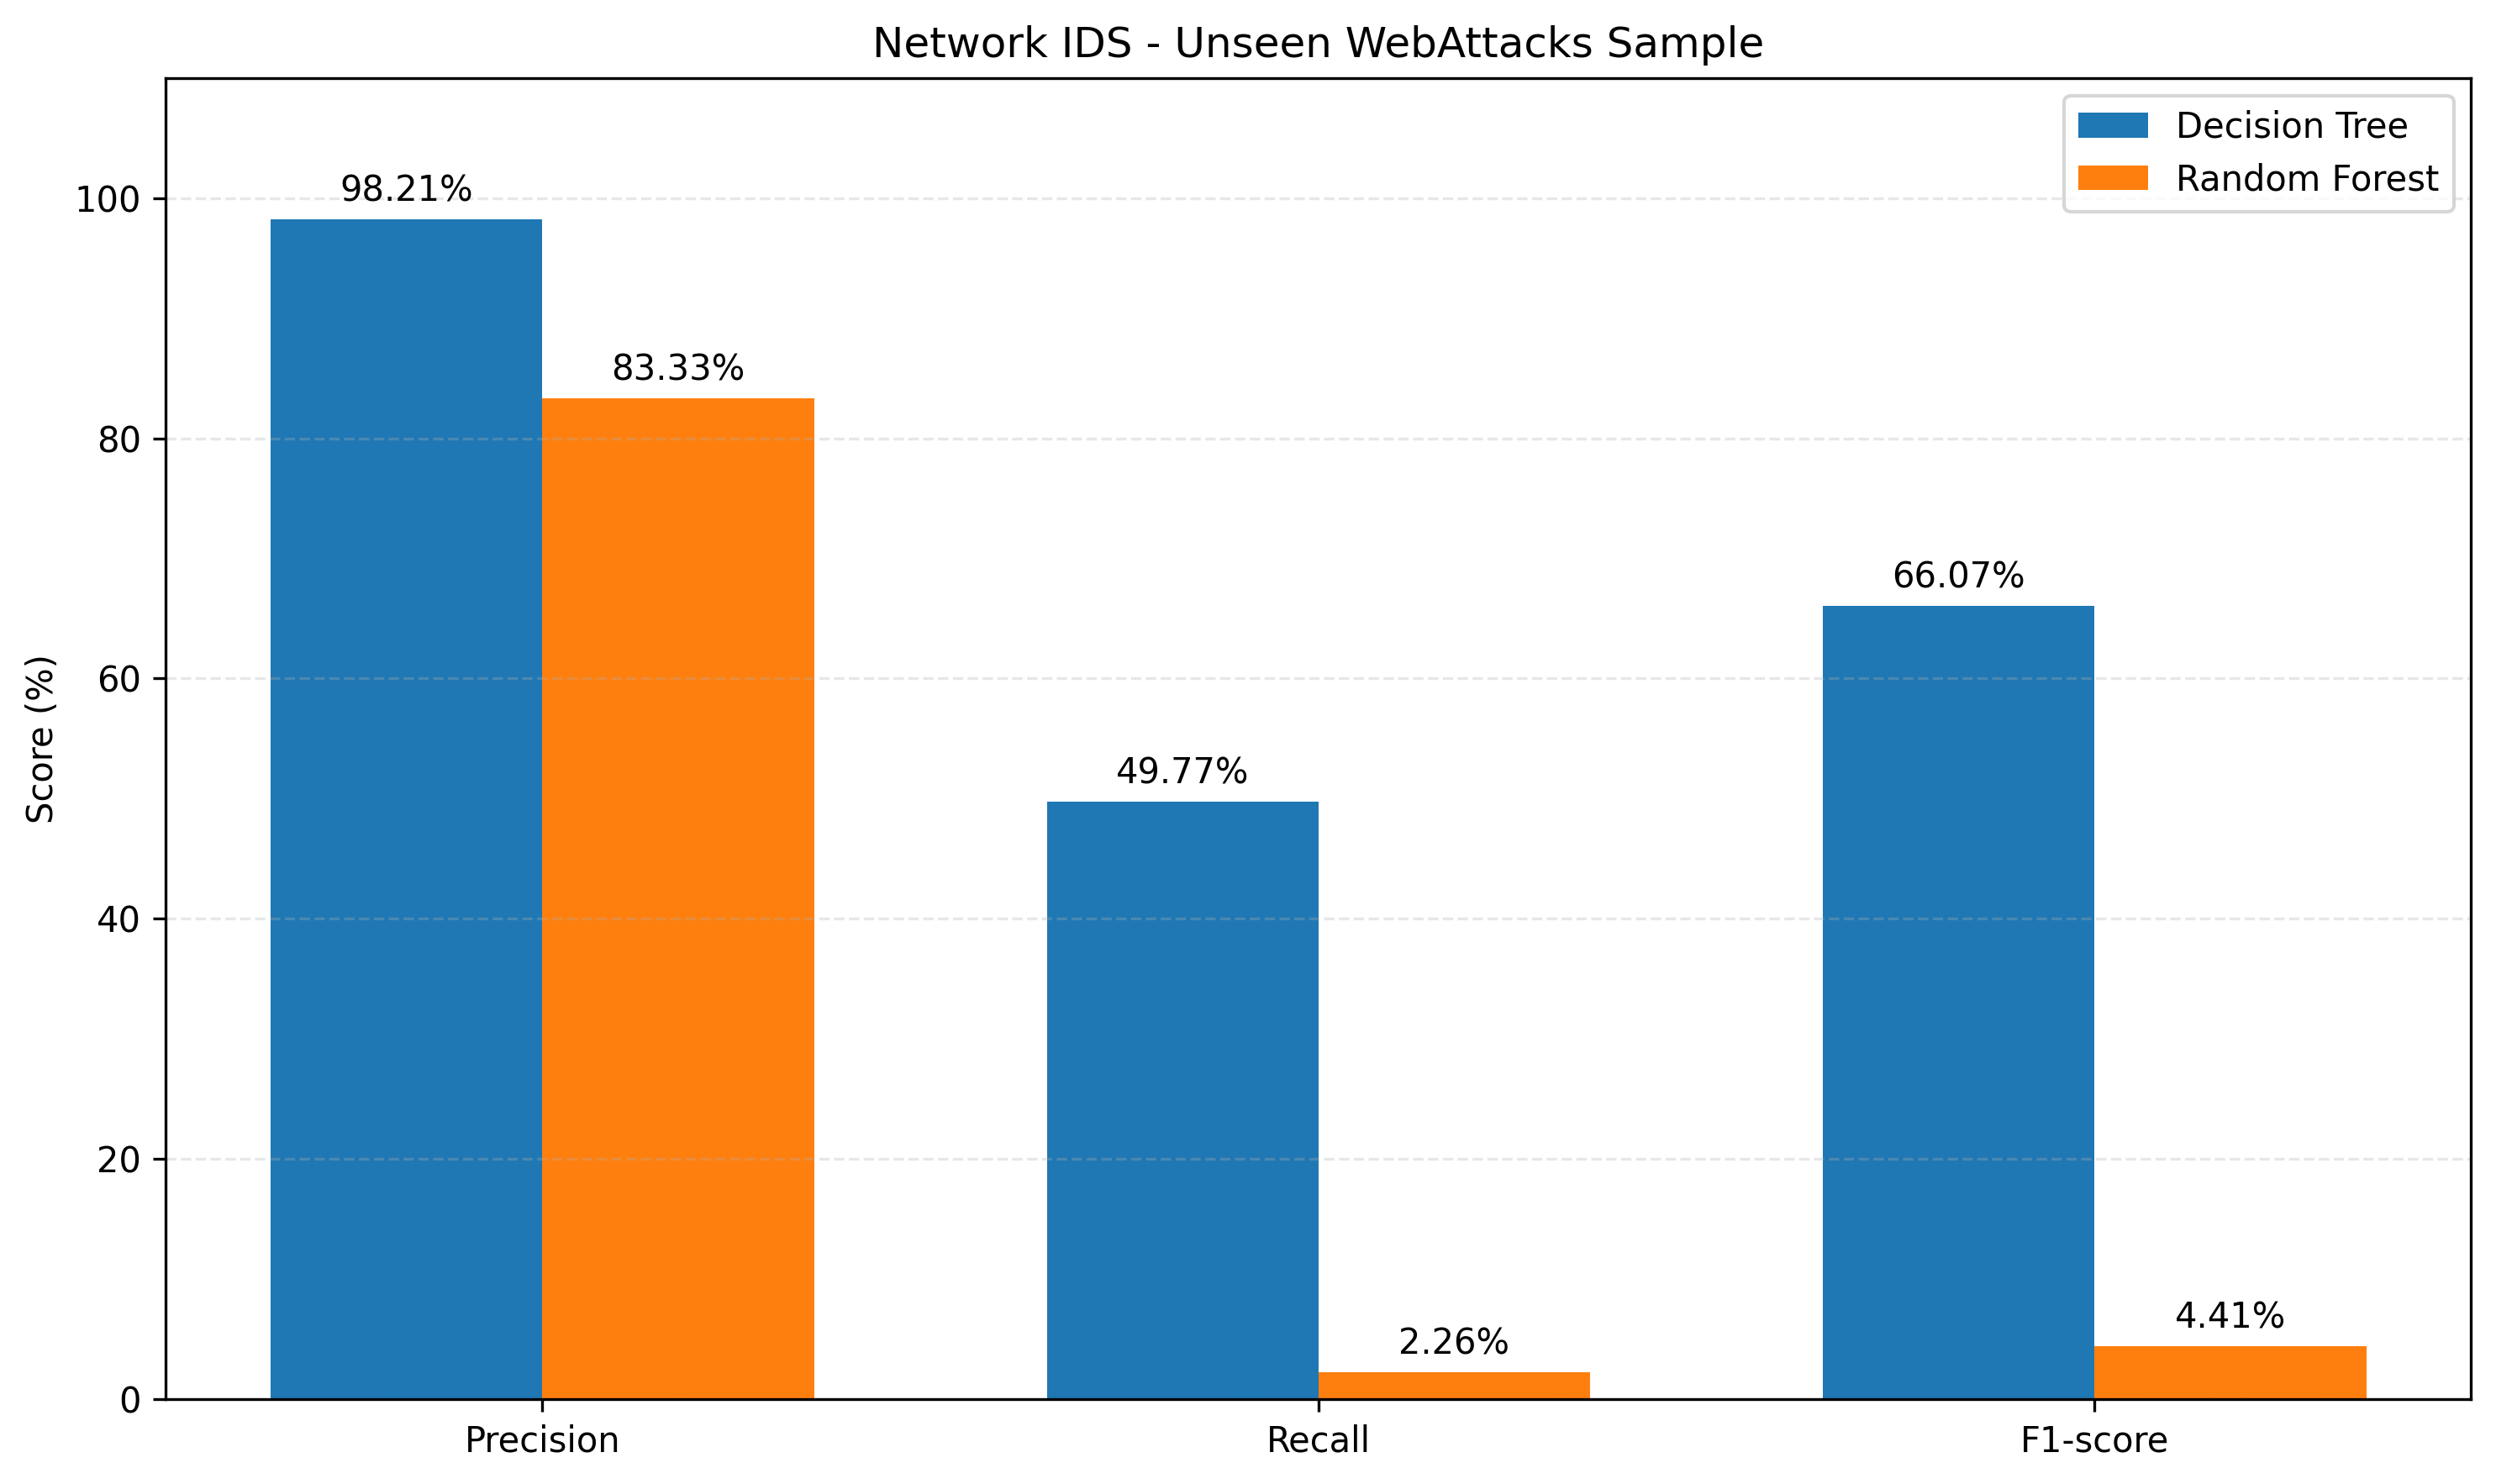 Network IDS - Unseen WebAttacks Sample
Decision Tree
Random Forest
Score (%)
100
80
60
40
20
0
98.21%
83.33%
49.77%
2.26%
66.07%
4.41%
Precision
Recall
F1-score